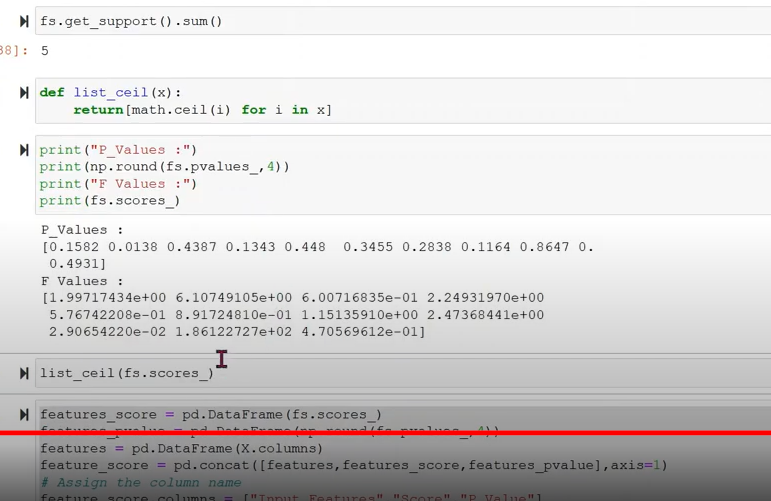 fs.get_support().sum()
38]: 5
def list_ceil(x):
return[math.ceil(i) for i in x]
print("P_Values :")
print(np.round(fs.pvalues_,4))
print("F Values :")
print(fs.scores_)
P_Values :
[0.1582 0.0138 0.4387 0.1343 0.448  0.3455 0.2838 0.1164 0.8647 0.
0.4931]
F Values :
[1.99717434e+00 6.10749105e+00 6.00716835e-01 2.24931970e+00
5.76742208e-01 8.91724810e-01 1.15135910e+00 2.47368441e+00
2.90654220e-02 1.86122727e+02 4.70569612e-01]
list_ceil(fs.scores_)
features_score = pd.DataFrame(fs.scores_)
features_pvalue = pd.DataFrame(np.round(fs.pvalues_,4))
features = pd.DataFrame(X.columns)
feature_score = pd.concat([features,features_score,features_pvalue],axis=1)
# Assign the column name
feature_score.columns = ["Input_Features","Score","P_Value"]